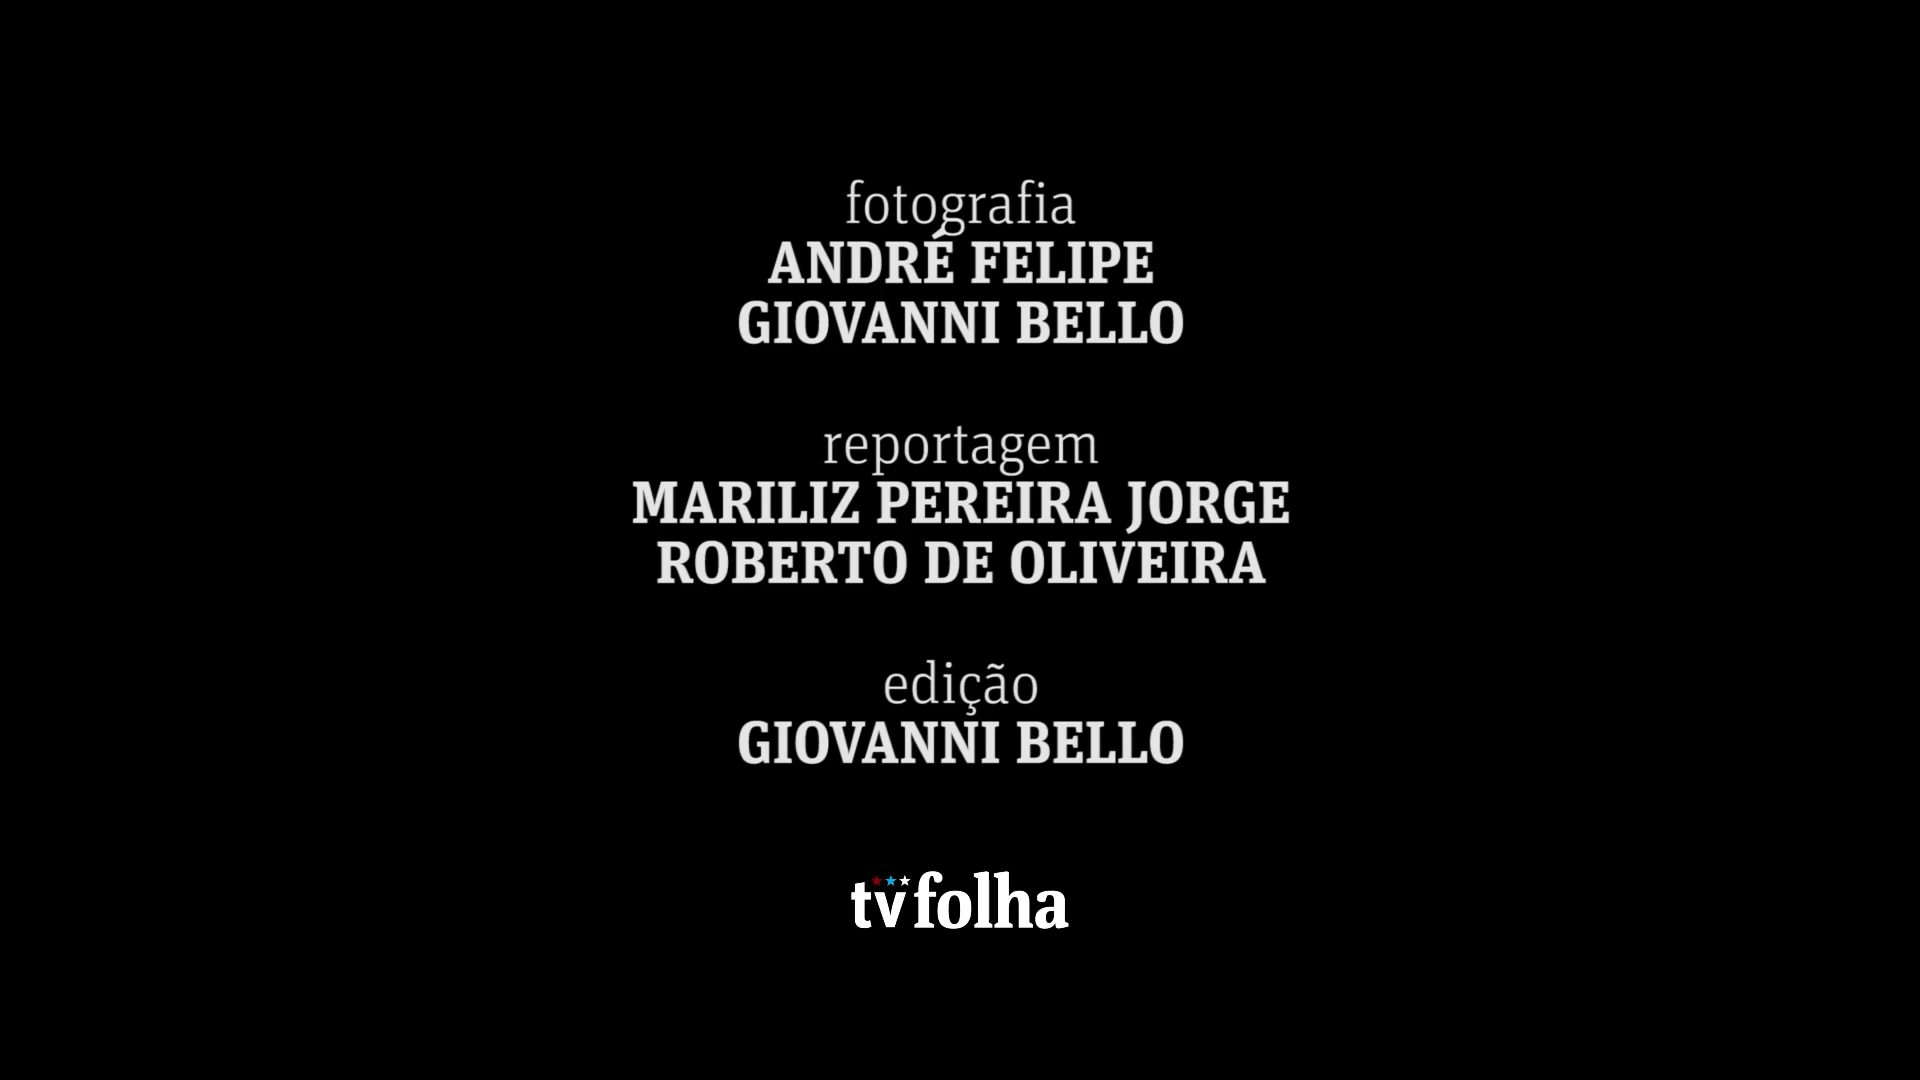 fotografia
ANDRÉ FELIPE
GIOVANNI BELLO
reportagem
MARILIZ PEREIRA JORGE
ROBERTO DE OLIVEIRA
edição
GIOVANNI BELLO
tvfolha